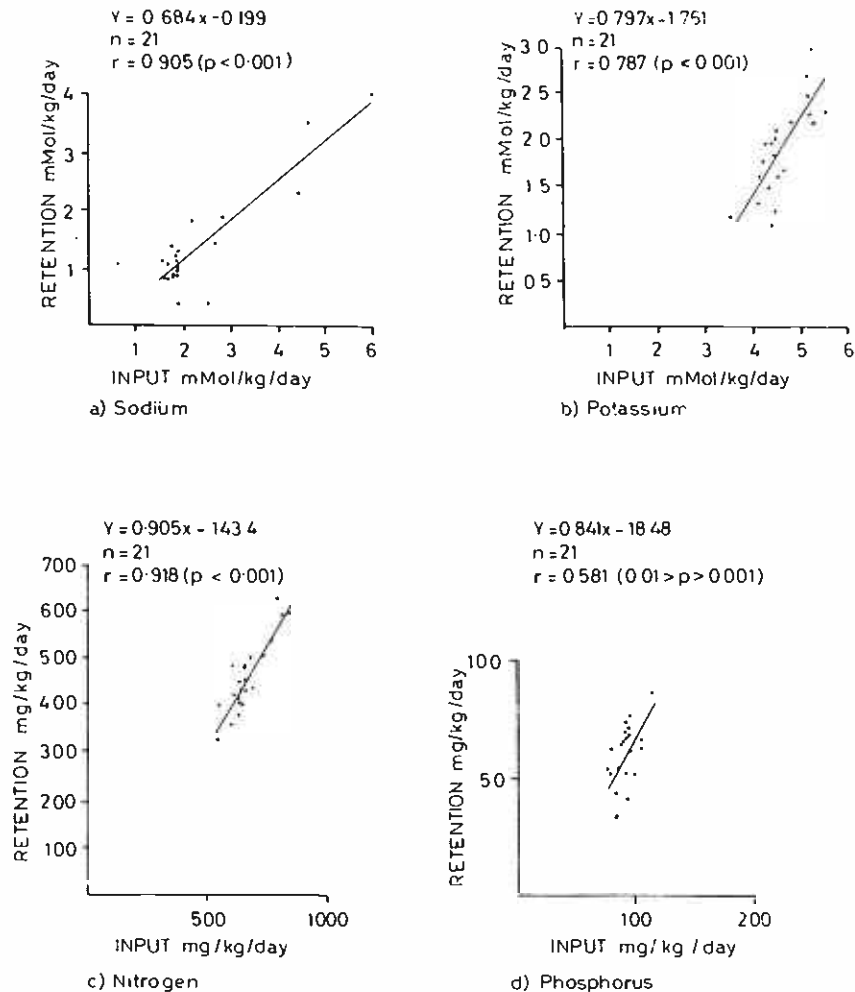 Y = 0.684x -0.199
n = 21
r = 0.905 (p < 0.001)
RETENTION mMol/kg/day
4
3
2
1
1 2 3 4 5 6
INPUT mMol/kg/day
a) Sodium
Y = 0.797x -1.751
n = 21
r = 0.787 (p < 0.001)
RETENTION mMol/kg/day
3.0
2.5
2.0
1.5
1.0
0.5
1 2 3 4 5 6
INPUT mMol/kg/day
b) Potassium
Y = 0.905x - 143.4
n = 21
r = 0.918 (p < 0.001)
RETENTION mg/kg/day
700
600
500
400
300
200
100
500 1000
INPUT mg/kg/day
c) Nitrogen
Y = 0.841x - 18.48
n = 21
r = 0.581 (0.01 > p > 0.001)
RETENTION mg/kg/day
100
50
100 200
INPUT mg/kg/day
d) Phosphorus